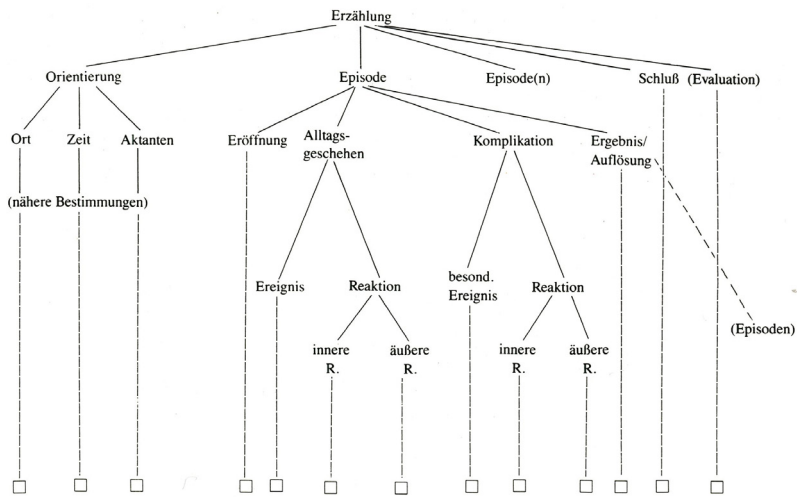 Erzählung
Orientierung
Episode
Episode(n)
Schluß (Evaluation)
Ort
Zeit
Aktanten
Eröffnung
Alltags-
geschehen
Komplikation
Ergebnis/
Auflösung
(nähere Bestimmungen)
Ereignis
Reaktion
besond.
Ereignis
Reaktion
(Episoden)
innere
R.
äußere
R.
innere
R.
äußere
R.